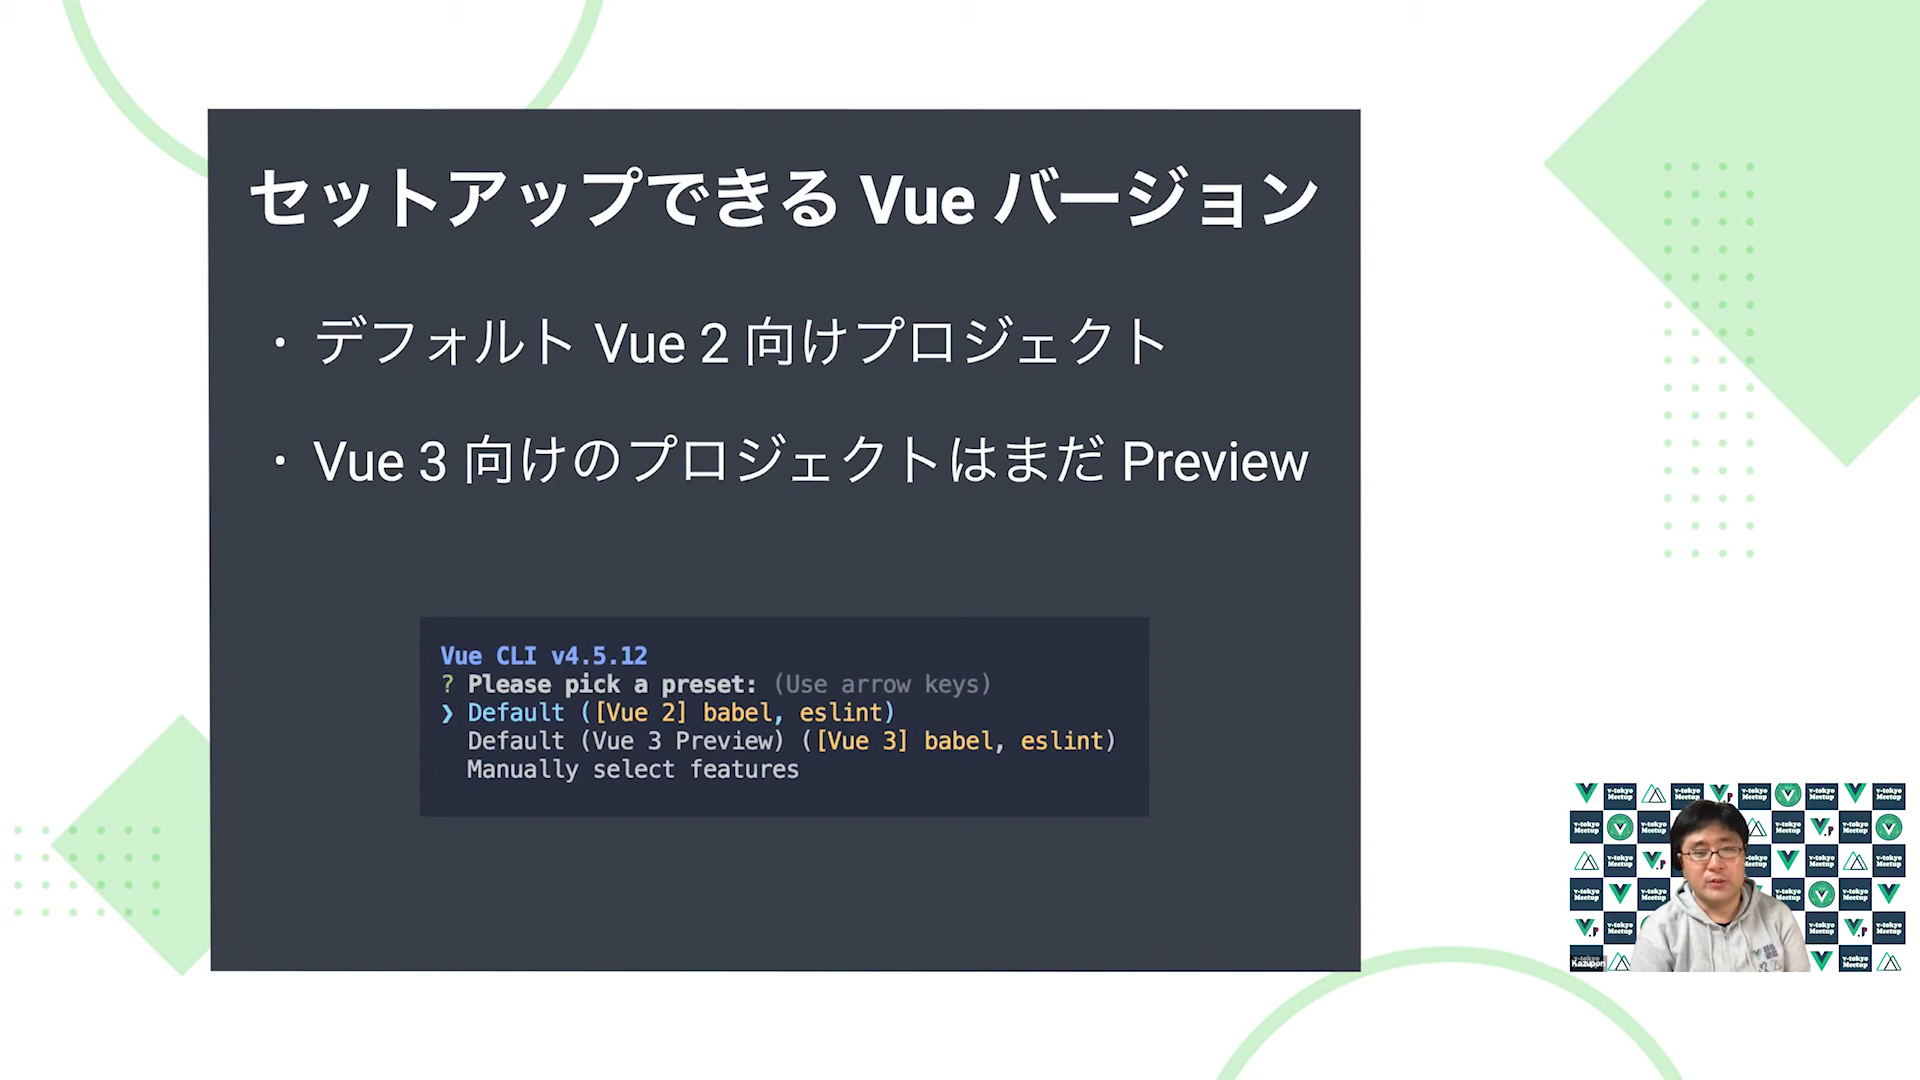 セットアップできる Vue バージョン
・デフォルト Vue 2 向けプロジェクト
・Vue 3 向けのプロジェクトはまだ Preview
Vue CLI v4.5.12
? Please pick a preset: (Use arrow keys)
❯ Default ([Vue 2] babel, eslint)
Default (Vue 3 Preview) ([Vue 3] babel, eslint)
Manually select features
v-tokyo Meetup
Kazupon